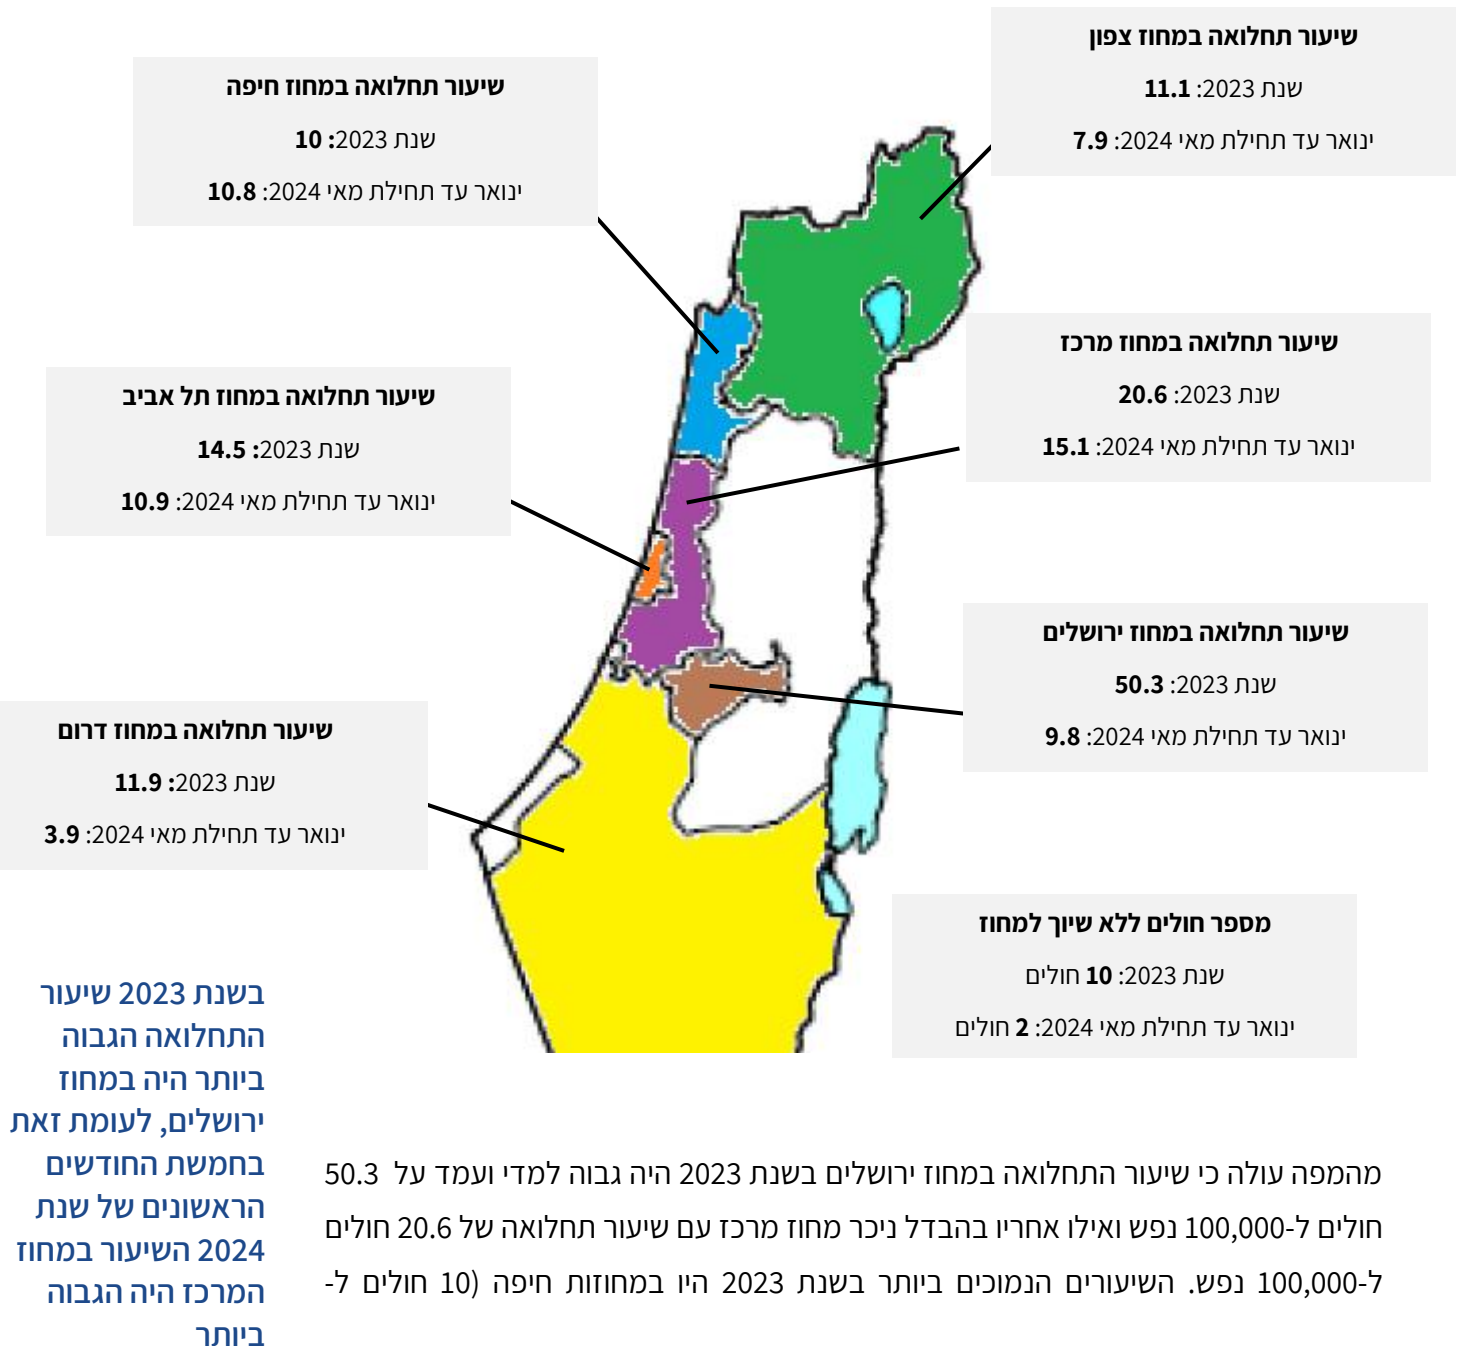 שיעור תחלואה במחוז צפון
שנת 2023: 11.1
ינואר עד תחילת מאי 2024: 7.9
שיעור תחלואה במחוז חיפה
שנת 2023: 10
ינואר עד תחילת מאי 2024: 10.8
שיעור תחלואה במחוז מרכז
שנת 2023: 20.6
ינואר עד תחילת מאי 2024: 15.1
שיעור תחלואה במחוז תל אביב
שנת 2023: 14.5
ינואר עד תחילת מאי 2024: 10.9
שיעור תחלואה במחוז ירושלים
שנת 2023: 50.3
ינואר עד תחילת מאי 2024: 9.8
שיעור תחלואה במחוז דרום
שנת 2023: 11.9
ינואר עד תחילת מאי 2024: 3.9
מספר חולים ללא שיוך למחוז
שנת 2023: 10 חולים
ינואר עד תחילת מאי 2024: 2 חולים
בשנת 2023 שיעור
התחלואה הגבוה
ביותר היה במחוז
ירושלים, לעומת זאת
בחמשת החודשים
הראשונים של שנת
2024 השיעור במחוז
המרכז היה הגבוה
ביותר
מהמפה עולה כי שיעור התחלואה במחוז ירושלים בשנת 2023 היה גבוה למדי ועמד על 50.3
חולים ל-100,000 נפש ואילו אחריו בהבדל ניכר מחוז מרכז עם שיעור תחלואה של 20.6 חולים
ל-100,000 נפש. השיעורים הנמוכים ביותר בשנת 2023 היו במחוזות חיפה (10 חולים ל-